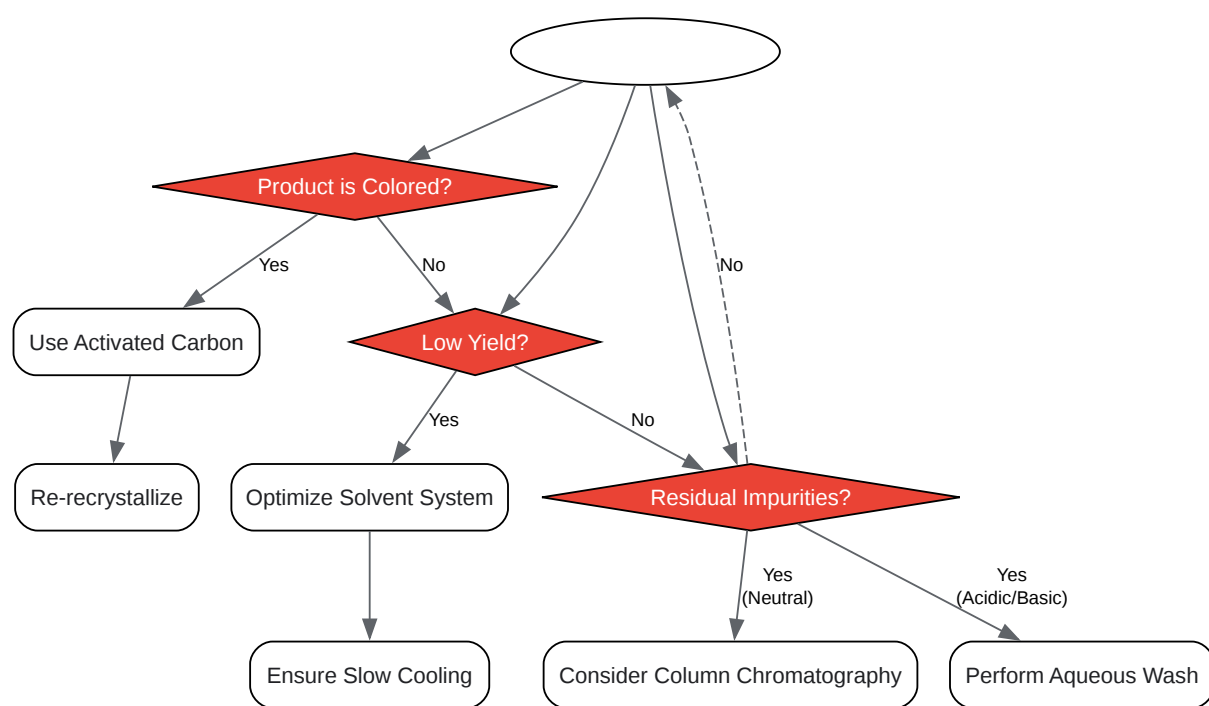 Product is Colored?
Yes
No
No
Use Activated Carbon
Low Yield?
Yes
No
Re-recrystallize
Optimize Solvent System
Residual Impurities?
Yes
(Neutral)
Yes
(Acidic/Basic)
Ensure Slow Cooling
Consider Column Chromatography
Perform Aqueous Wash